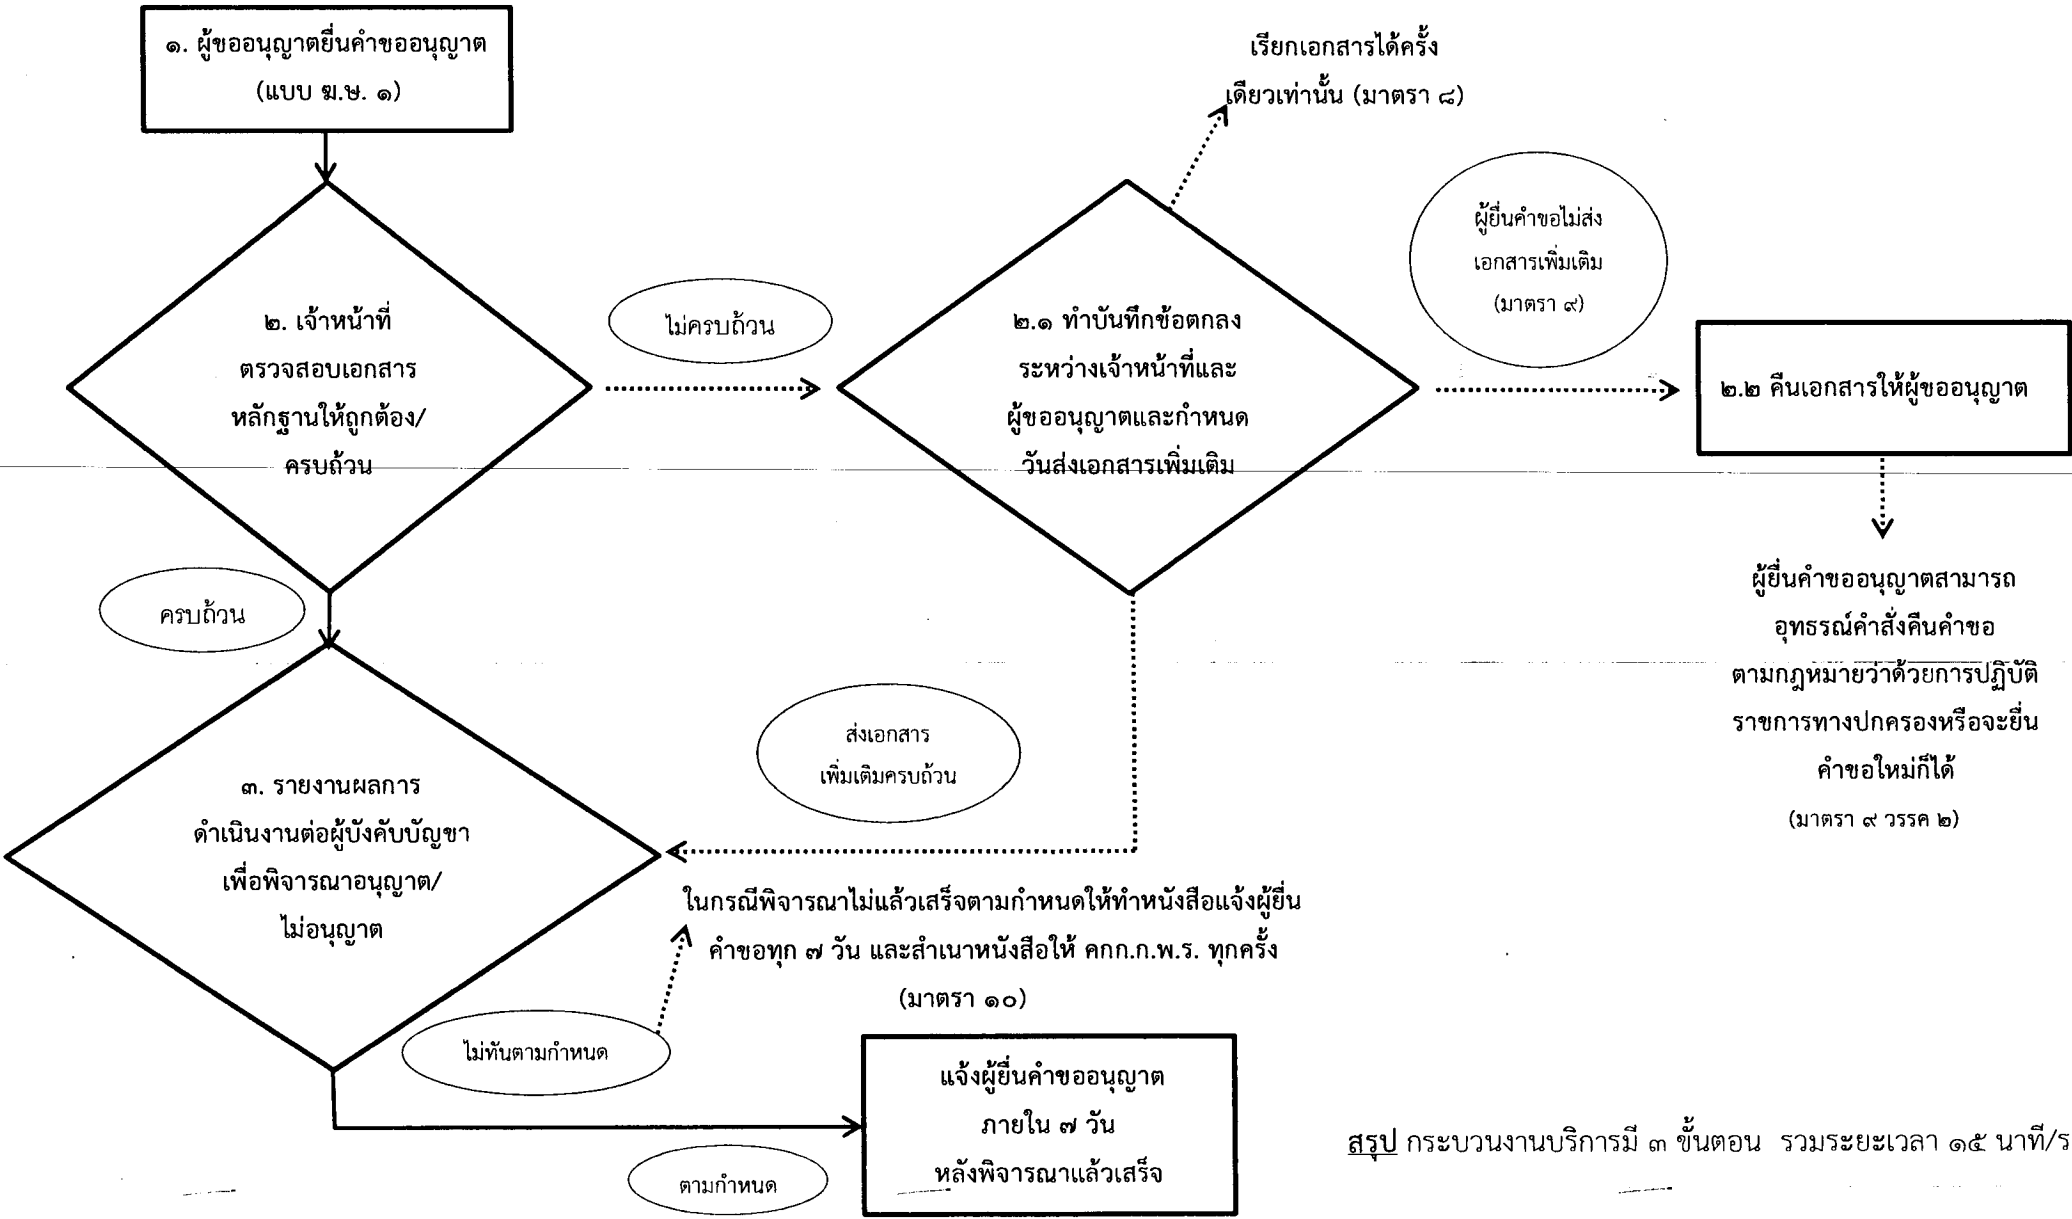 ๑. ผู้ขออนุญาตยื่นคำขออนุญาต
(แบบ ฆ.ษ. ๑)
เรียกเอกสารได้ครั้ง
เดียวเท่านั้น (มาตรา ๘)
๒. เจ้าหน้าที่
ตรวจสอบเอกสาร
หลักฐานให้ถูกต้อง/
ครบถ้วน
ไม่ครบถ้วน
๒.๑ ทำบันทึกข้อตกลง
ระหว่างเจ้าหน้าที่และ
ผู้ขออนุญาตและกำหนด
วันส่งเอกสารเพิ่มเติม
ผู้ยื่นคำขอไม่ส่ง
เอกสารเพิ่มเติม
(มาตรา ๙)
๒.๒ คืนเอกสารให้ผู้ขออนุญาต
ผู้ยื่นคำขออนุญาตสามารถ
อุทธรณ์คำสั่งคืนคำขอ
ตามกฎหมายว่าด้วยการปฏิบัติ
ราชการทางปกครองหรือจะยื่น
คำขอใหม่ก็ได้
(มาตรา ๙ วรรค ๒)
ครบถ้วน
ส่งเอกสาร
เพิ่มเติมครบถ้วน
๓. รายงานผลการ
ดำเนินงานต่อผู้บังคับบัญชา
เพื่อพิจารณาอนุญาต/
ไม่อนุญาต
ในกรณีพิจารณาไม่แล้วเสร็จตามกำหนดให้ทำหนังสือแจ้งผู้ยื่น
คำขอทุก ๗ วัน และสำเนาหนังสือให้ คกก.ก.พ.ร. ทุกครั้ง
(มาตรา ๑๐)
ไม่ทันตามกำหนด
แจ้งผู้ยื่นคำขออนุญาต
ภายใน ๗ วัน
หลังพิจารณาแล้วเสร็จ
ตามกำหนด
สรุป กระบวนงานบริการมี ๓ ขั้นตอน รวมระยะเวลา ๑๕ นาที/ร